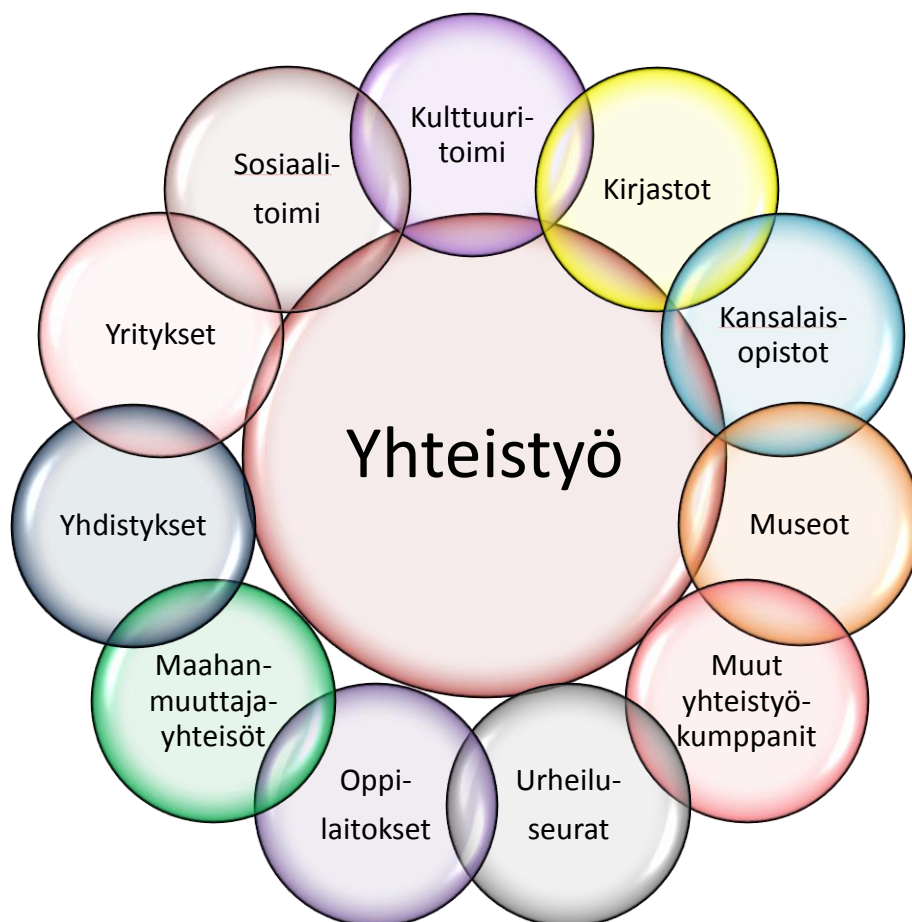 Kulttuuri-
toimi
Kirjastot
Kansalais-
opistot
Museot
Muut
yhteistyö-
kumppanit
Urheilu-
seurat
Oppi-
laitokset
Maahan-
muuttaja-
yhteisöt
Yhdistykset
Yritykset
Sosiaali-
toimi
Yhteistyö